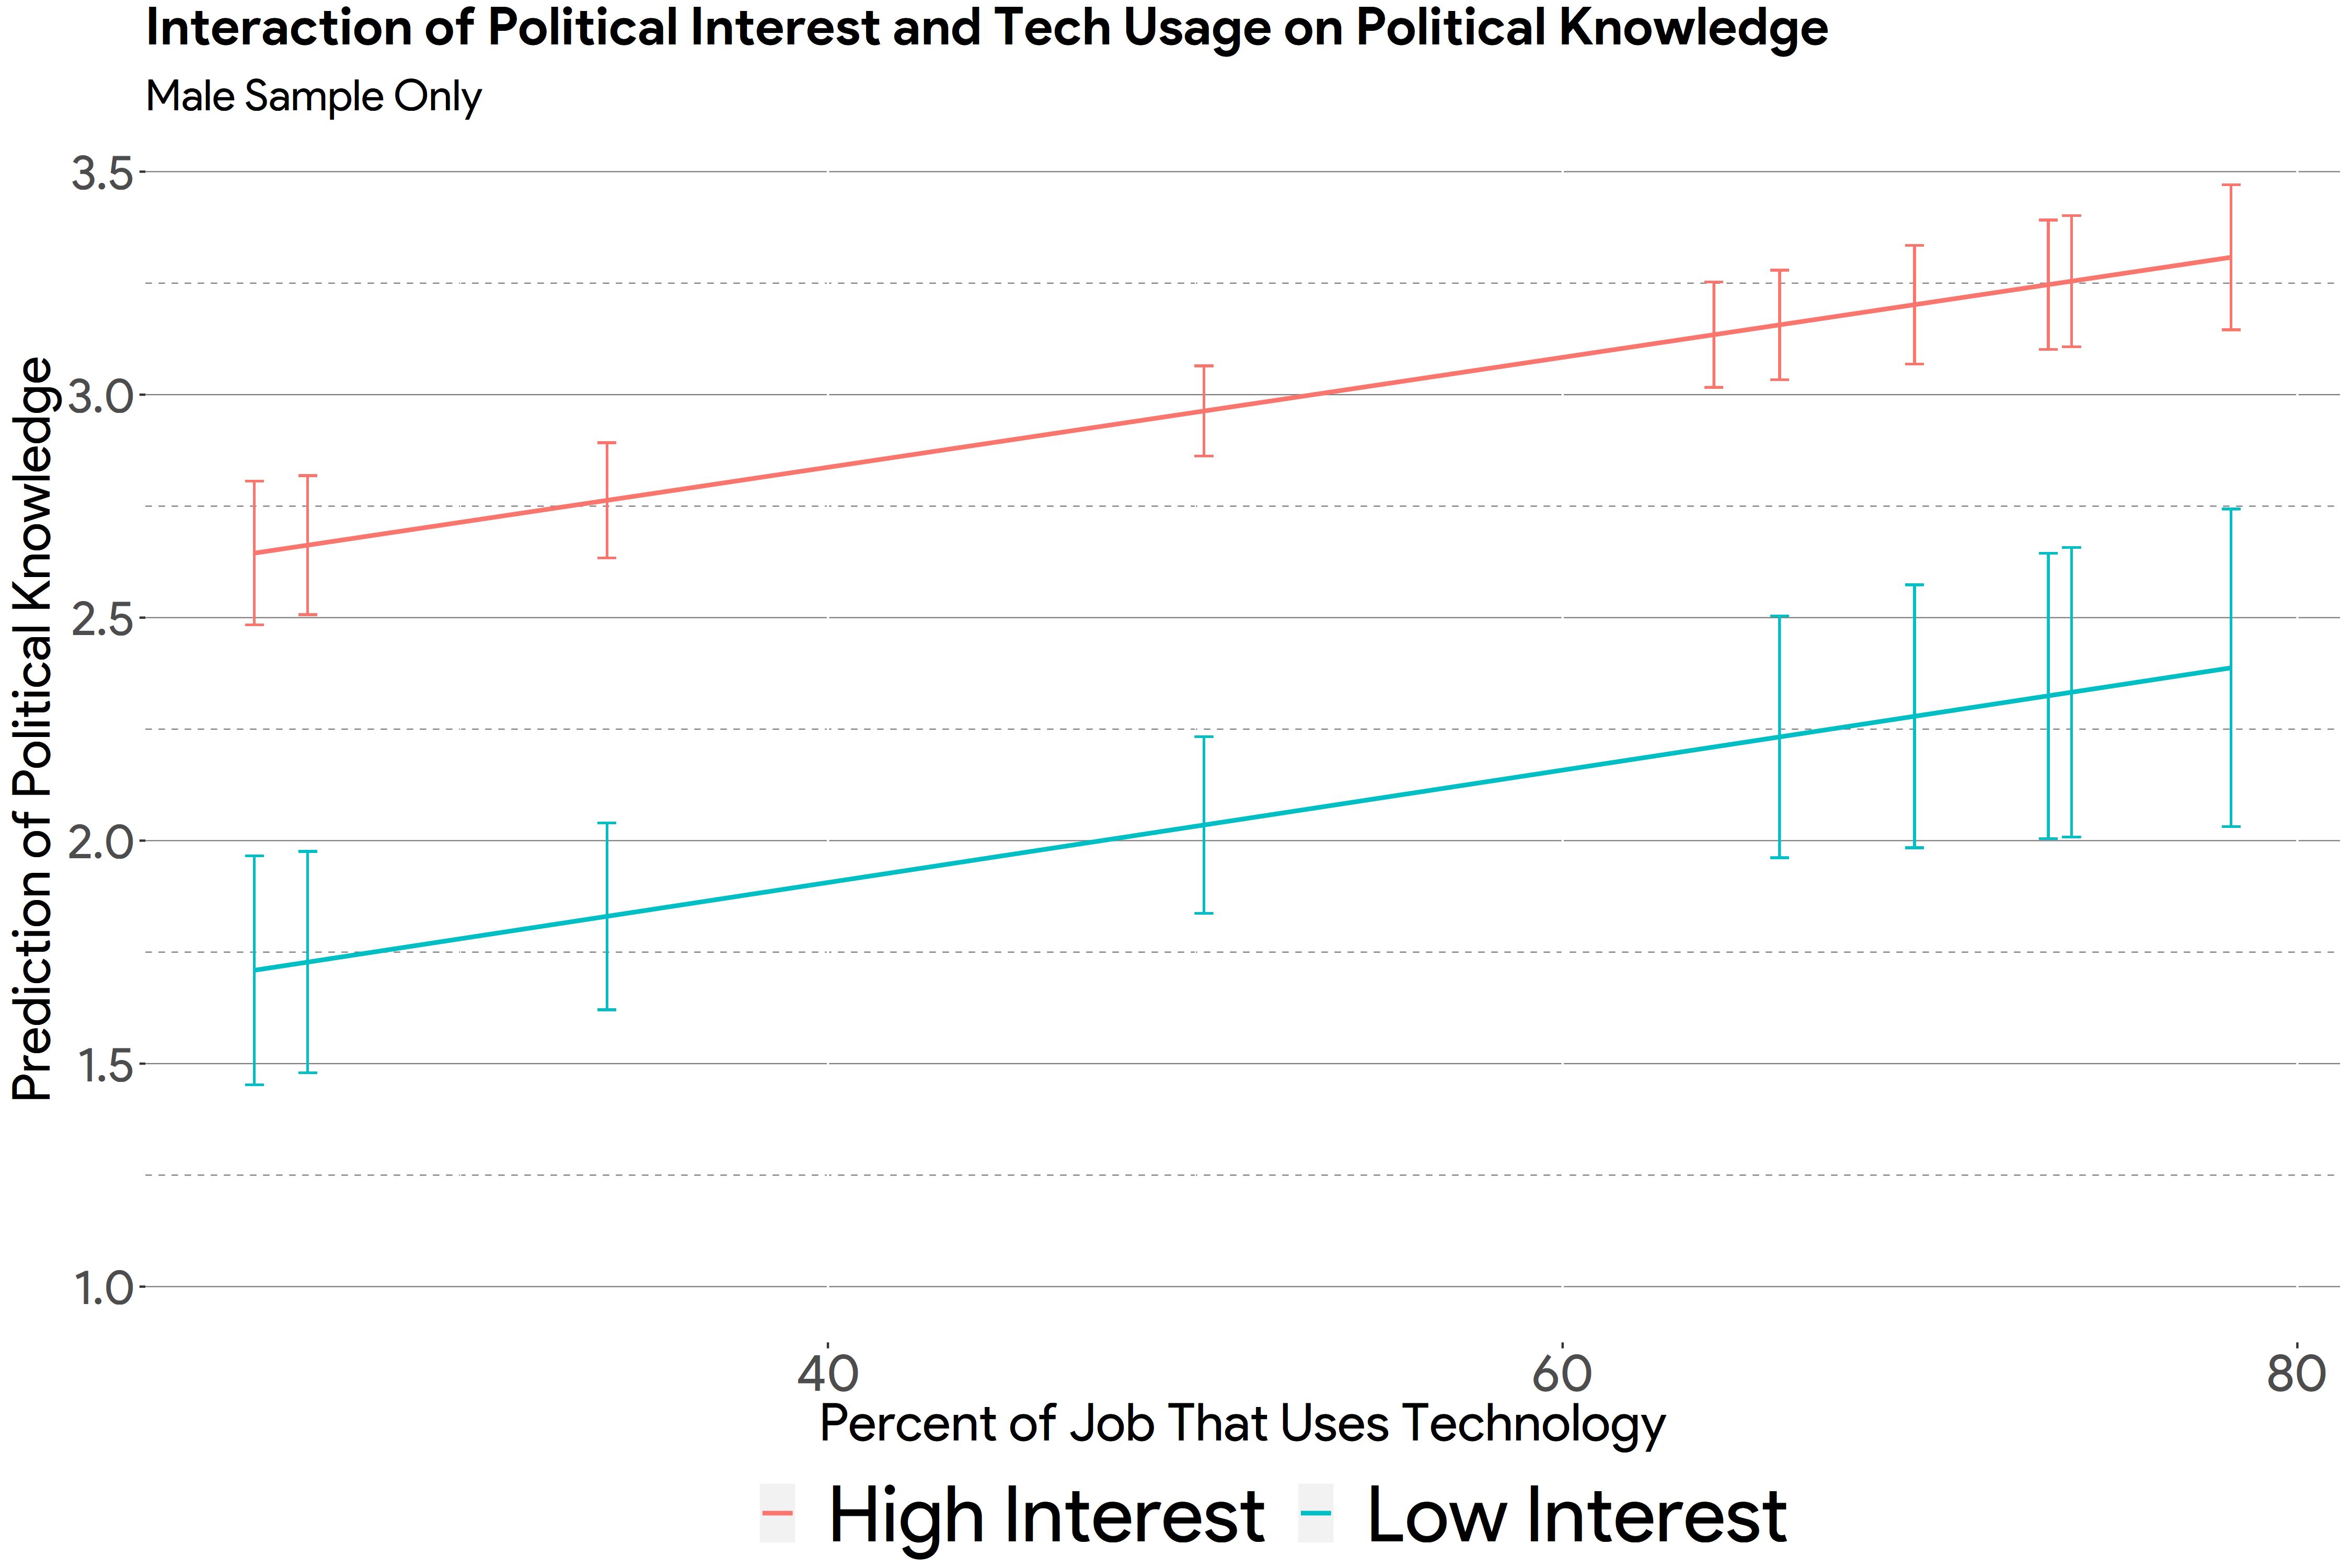 Interaction of Political Interest and Tech Usage on Political Knowledge
Male Sample Only
Prediction of Political Knowledge
3.5
3.0
2.5
2.0
1.5
1.0
40 60 80
Percent of Job That Uses Technology
High Interest Low Interest